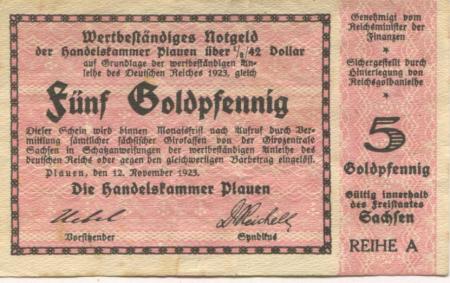 Wertbeständiges Notgeld
der Handelskammer Plauen über 1/2/42 Dollar
auf Grundlage der wertbeständigen An-
leihe des Deutschen Reiches 1923, gleich
Fünf Goldpfennig
Dieser Schein wird binnen Monatsfrist nach Aufruf durch Ver-
mittlung sämtlicher sächsischer Girokassen von der Girozentrale
Sachsen in Schatzanweisungen der wertbeständigen Anleihe des
deutschen Reichs oder gegen den gleichwertigen Barbetrag eingelöst.
Plauen, den 12. November 1923.
Die Handelskammer Plauen
Vorsitzender
Syndikus
Genehmigt vom
Reichsminister der
Finanzen
*
Sichergestellt durch
Hinterlegung von
Reichsgoldanleihe
*
5
Goldpfennig
Gültig innerhalb
des Freistaates
Sachsen
REIHE A